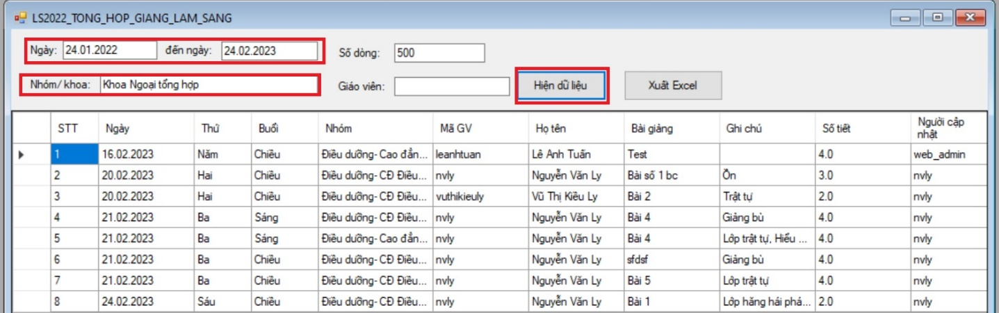 LS2022_TONG_HOP_GIANG_LAM_SANG
Ngày: 24.01.2022 đến ngày: 24.02.2023 Số dòng: 500
Nhóm/ khoa: Khoa Ngoại tổng hợp Giáo viên: Hiện dữ liệu Xuất Excel
STT Ngày Thứ Buổi Nhóm Mã GV Họ tên Bài giảng Ghi chú Số tiết Người cập nhật
1 16.02.2023 Năm Chiều Điều dưỡng- Cao đẳn... leanhtuan Lê Anh Tuấn Test 4.0 web_admin
2 20.02.2023 Hai Chiều Điều dưỡng- CĐ Điều... nvly Nguyễn Văn Ly Bài số 1 bc Ồn 3.0 nvly
3 20.02.2023 Hai Chiều Điều dưỡng- CĐ Điều... vuthikieuly Vũ Thị Kiều Ly Bài 2 Trật tự 2.0 nvly
4 21.02.2023 Ba Sáng Điều dưỡng- CĐ Điều... nvly Nguyễn Văn Ly Bài 4 Giảng bù 4.0 nvly
5 21.02.2023 Ba Sáng Điều dưỡng- Cao đẳn... nvly Nguyễn Văn Ly Bài 4 Lớp trật tự, Hiểu ... 4.0 nvly
6 21.02.2023 Ba Chiều Điều dưỡng- CĐ Điều... nvly Nguyễn Văn Ly sfdsf Giảng bù 4.0 nvly
7 21.02.2023 Ba Chiều Điều dưỡng- CĐ Điều... nvly Nguyễn Văn Ly Bài 5 Lớp trật tự 4.0 nvly
8 24.02.2023 Sáu Chiều Điều dưỡng- CĐ Điều... nvly Nguyễn Văn Ly Bài 1 Lớp hăng hái phá... 2.0 nvly